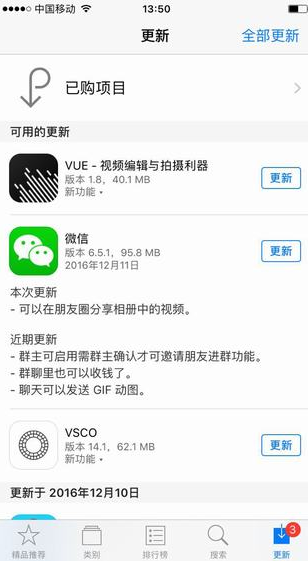 中国移动
13:50
更新
全部更新
已购项目
可用的更新
VUE - 视频编辑与拍摄利器
版本 1.8，40.1 MB
新功能
更新
微信
版本 6.5.1，95.8 MB
2016年12月11日
更新
本次更新
- 可以在朋友圈分享相册中的视频。
近期更新
- 群主可启用需群主确认才可邀请朋友进群功能。
- 群聊里也可以收钱了。
- 聊天可以发送 GIF 动图。
VSCO
版本 14.1，62.1 MB
新功能
更新
更新于 2016年12月10日
精品推荐
类别
排行榜
搜索
3
更新